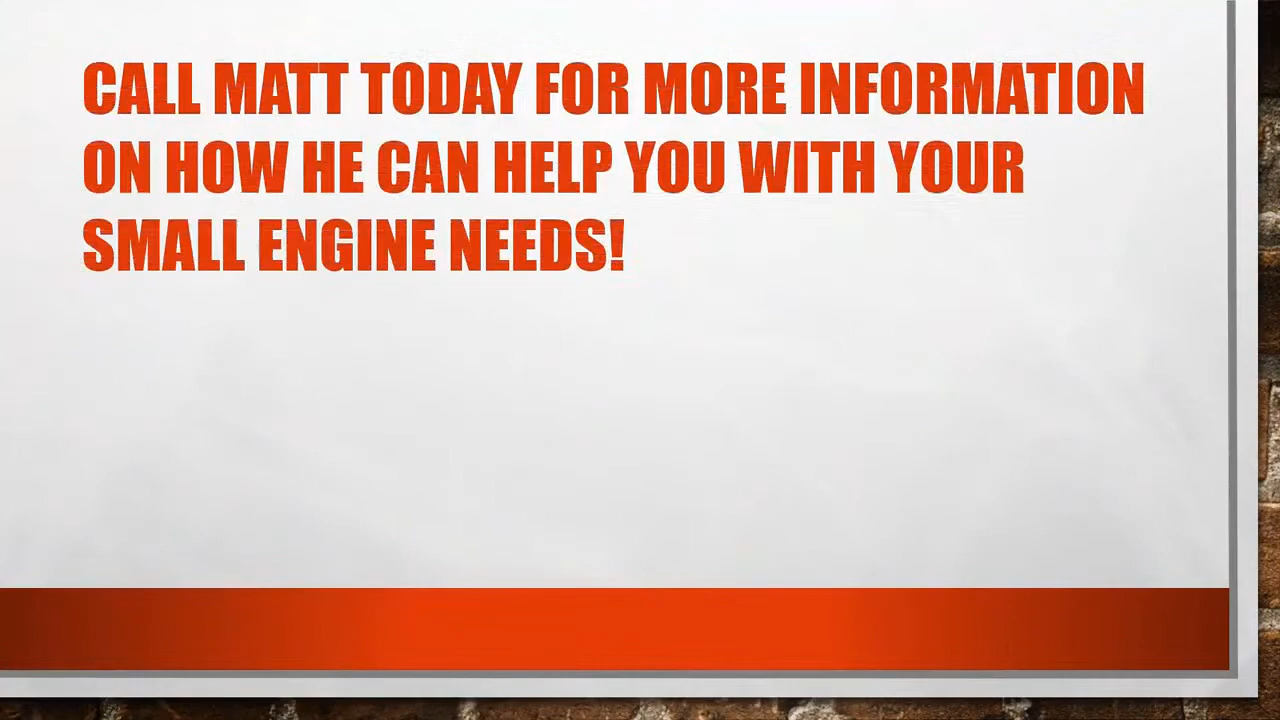 CALL MATT TODAY FOR MORE INFORMATION
ON HOW HE CAN HELP YOU WITH YOUR
SMALL ENGINE NEEDS!